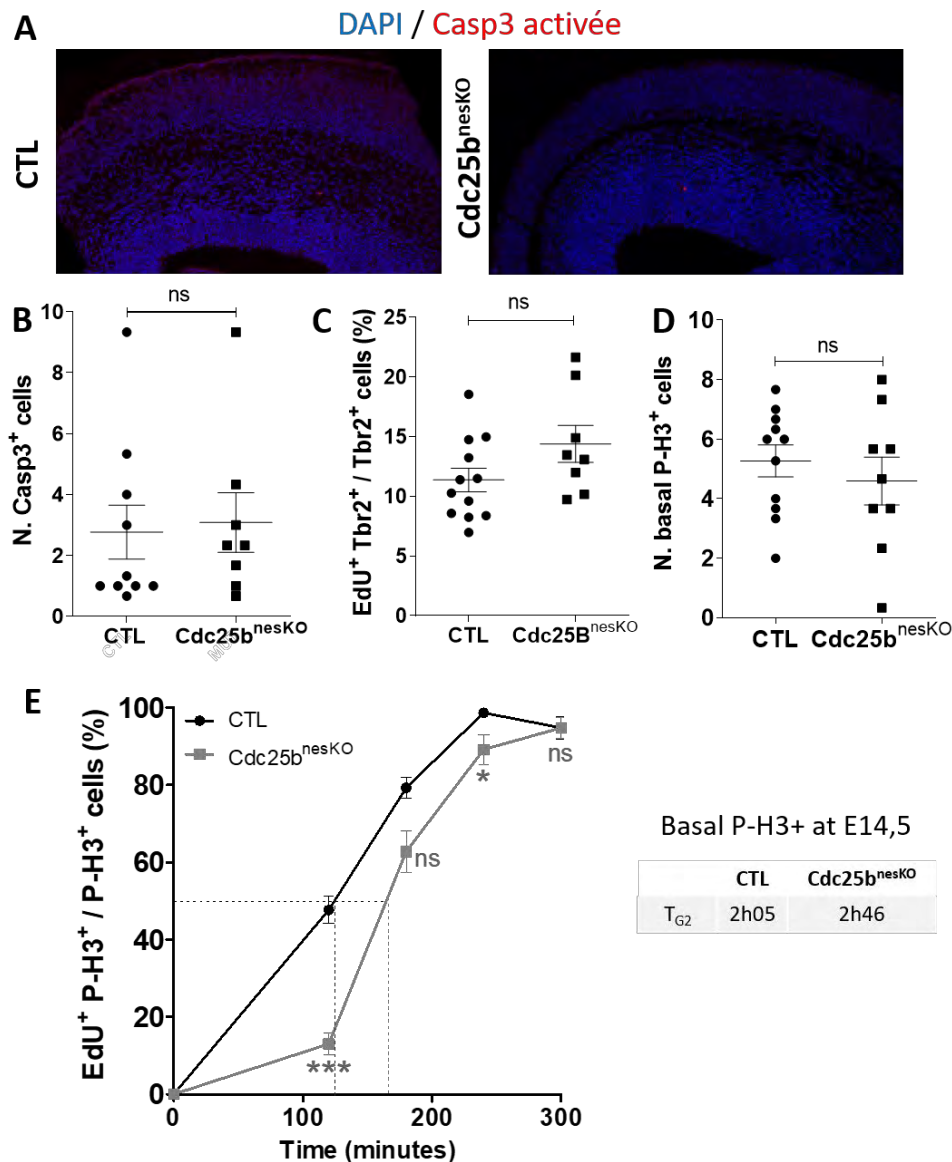 A
DAPI / Casp3 activée
CTL
Cdc25b^nesKO
B
ns
N. Casp3+ cells
10
8
6
4
2
0
CTL
Cdc25b^nesKO
CTL
C
ns
EdU+ Tbr2+ / Tbr2+ cells (%)
25
20
15
10
5
0
CTL
Cdc25B^nesKO
D
ns
N. basal P-H3+ cells
10
8
6
4
2
0
CTL
Cdc25b^nesKO
E
EdU+ P-H3+ / P-H3+ cells (%)
100
80
60
40
20
0
CTL
Cdc25b^nesKO
***
ns
*
ns
0
100
200
300
Time (minutes)
Basal P-H3+ at E14,5
CTL Cdc25b^nesKO
TG2 2h05 2h46